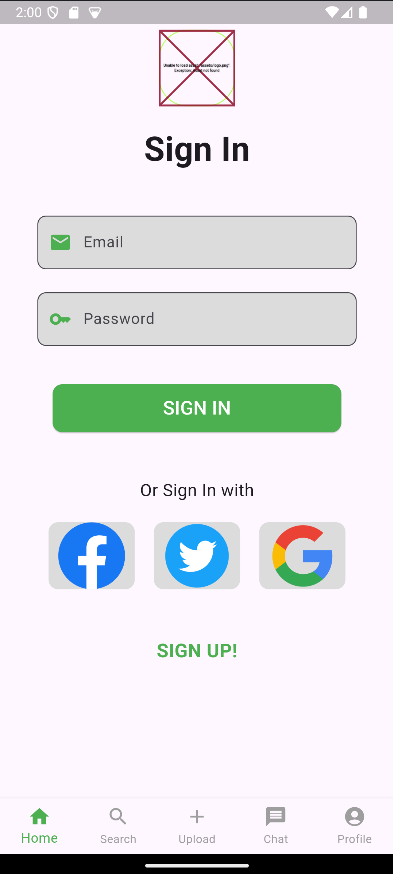 2:00
Unable to load asset: "assets/logo.png".
Exception: Asset not found
Sign In
Email
Password
SIGN IN
Or Sign In with
SIGN UP!
Home
Search
Upload
Chat
Profile